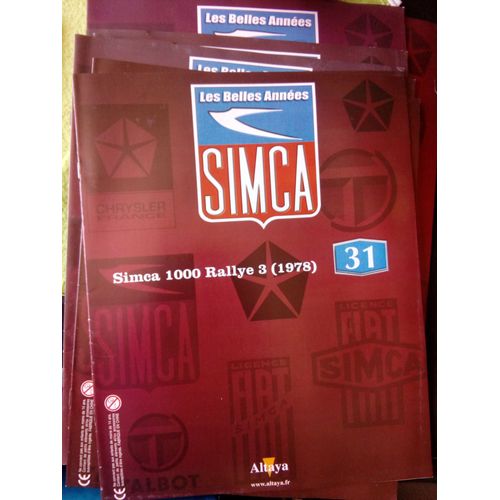 Les Belles Années
Les Belles Années
Les Belles Années
SIMCA
CHRYSLER
FRANCE
Simca 1000 Rallye 3 (1978)
31
SIMCA
LICENCE
FIAT
SIMCA
LICENCE
FIAT
SIMCA
TALBOT
Altaya
www.altaya.fr